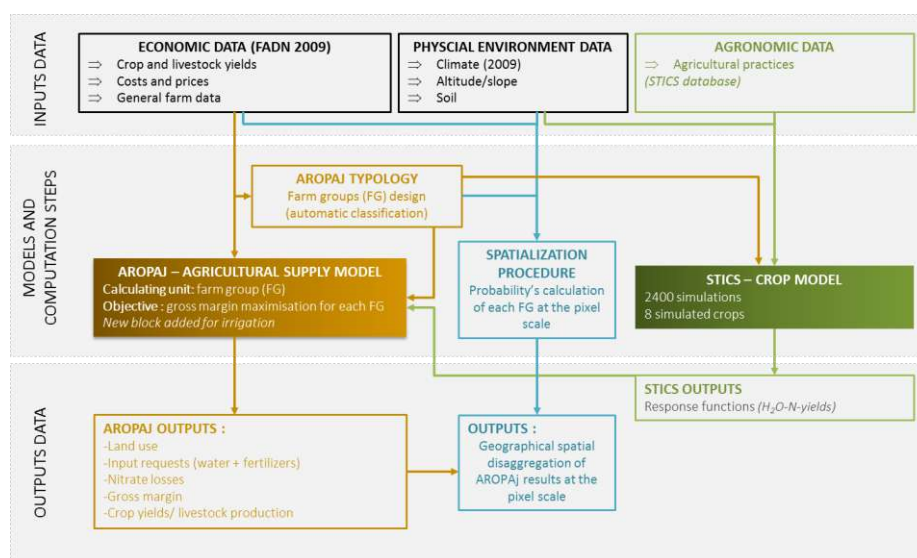 INPUTS DATA
ECONOMIC DATA (FADN 2009)
⇒ Crop and livestock yields
⇒ Costs and prices
⇒ General farm data
PHYSCIAL ENVIRONMENT DATA
⇒ Climate (2009)
⇒ Altitude/slope
⇒ Soil
AGRONOMIC DATA
⇒ Agricultural practices
(STICS database)
MODELS AND
COMPUTATION STEPS
AROPAJ TYPOLOGY
Farm groups (FG) design
(automatic classification)
AROPAJ – AGRICULTURAL SUPPLY MODEL
Calculating unit: farm group (FG)
Objective : gross margin maximisation for each FG
New block added for irrigation
SPATIALIZATION
PROCEDURE
Probability's calculation
of each FG at the pixel
scale
STICS – CROP MODEL
2400 simulations
8 simulated crops
OUTPUTS DATA
STICS OUTPUTS
Response functions (H₂O-N-yields)
AROPAJ OUTPUTS :
-Land use
-Input requests (water + fertilizers)
-Nitrate losses
-Gross margin
-Crop yields/ livestock production
OUTPUTS :
Geographical spatial
disaggregation of
AROPAj results at the
pixel scale